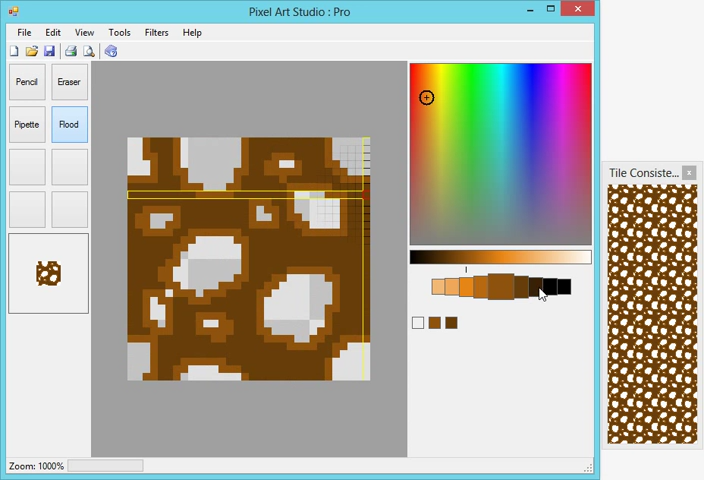 Pixel Art Studio : Pro
File Edit View Tools Filters Help
Pencil Eraser
Pipette Flood
Tile Consiste... x
Zoom: 1000%